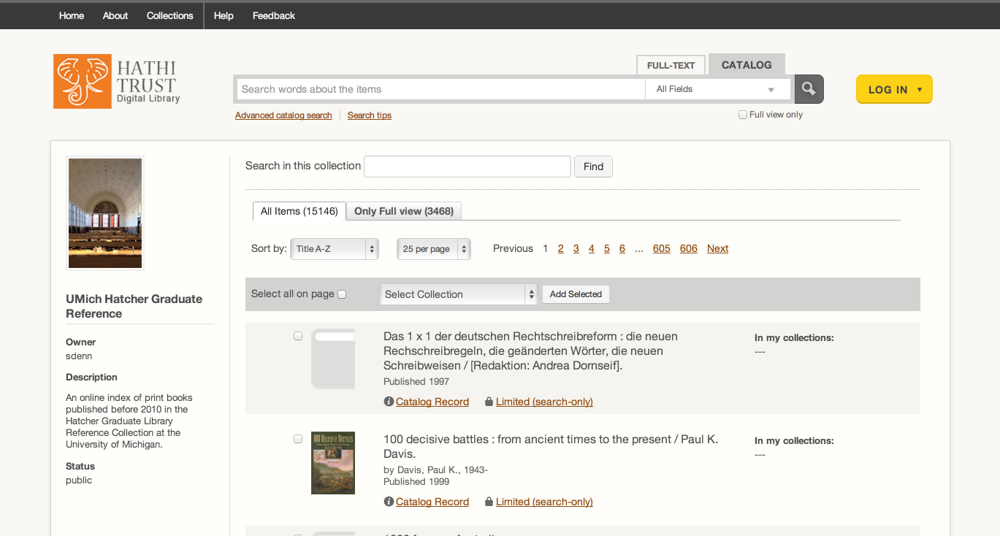 Home About Collections Help Feedback
HATHI
TRUST
Digital Library
FULL-TEXT CATALOG
Search words about the items All Fields
LOG IN
Advanced catalog search Search tips Full view only
Search in this collection Find
All Items (15146) Only Full view (3468)
Sort by: Title A-Z 25 per page Previous 1 2 3 4 5 6 ... 605 606 Next
Select all on page Select Collection Add Selected
UMich Hatcher Graduate
Reference
Owner
sdenn
Description
An online index of print books
published before 2010 in the
Hatcher Graduate Library
Reference Collection at the
University of Michigan.
Status
public
Das 1 x 1 der deutschen Rechtschreibreform : die neuen
Rechschreibregeln, die geänderten Wörter, die neuen
Schreibweisen / [Redaktion: Andrea Dornseif].
Published 1997
Catalog Record Limited (search-only)
In my collections:
---
100 DECISIVE BATTLES
100 decisive battles : from ancient times to the present / Paul K.
Davis.
by Davis, Paul K., 1943-
Published 1999
Catalog Record Limited (search-only)
In my collections:
---